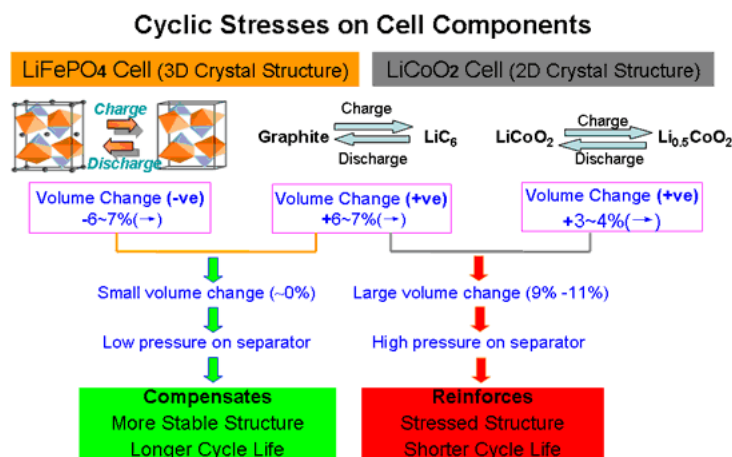 Cyclic Stresses on Cell Components
LiFePO4 Cell (3D Crystal Structure)
LiCoO2 Cell (2D Crystal Structure)
Charge
Discharge
Graphite
Charge
Discharge
LiC6
LiCoO2
Charge
Discharge
Li0.5CoO2
Volume Change (-ve)
-6~7%(→)
Volume Change (+ve)
+6~7%(→)
Volume Change (+ve)
+3~4%(→)
Small volume change (~0%)
Large volume change (9% -11%)
Low pressure on separator
High pressure on separator
Compensates
More Stable Structure
Longer Cycle Life
Reinforces
Stressed Structure
Shorter Cycle Life